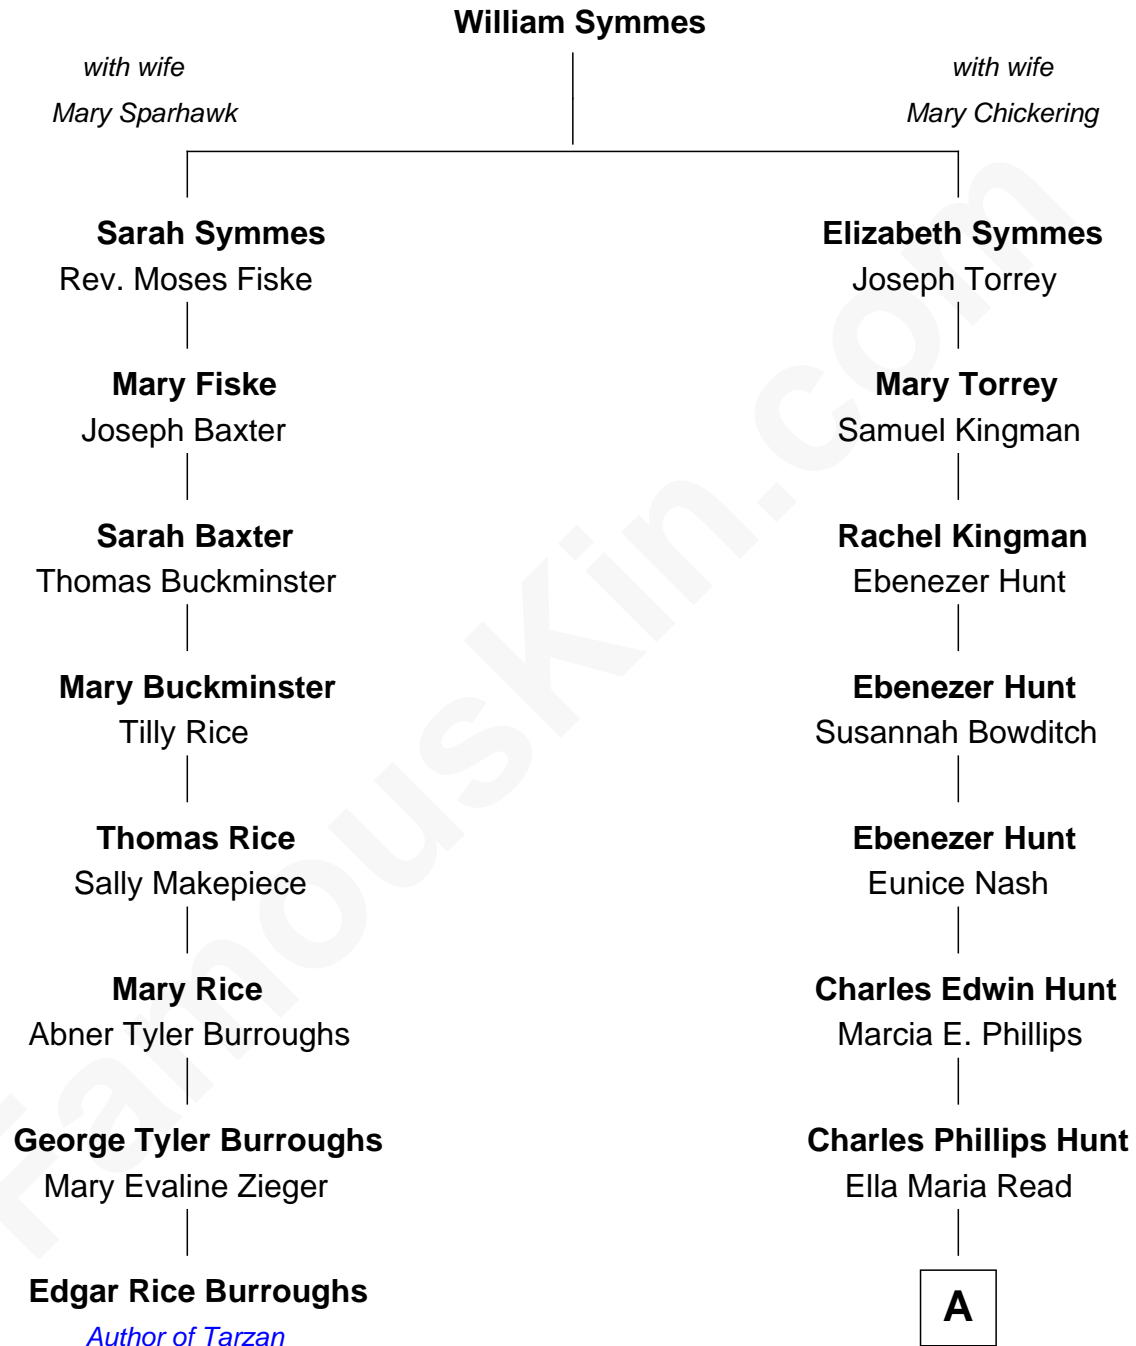 William Symmes
with wife
Mary Sparhawk
with wife
Mary Chickering
Sarah Symmes
Rev. Moses Fiske
Elizabeth Symmes
Joseph Torrey
Mary Fiske
Joseph Baxter
Mary Torrey
Samuel Kingman
Sarah Baxter
Thomas Buckminster
Rachel Kingman
Ebenezer Hunt
Mary Buckminster
Tilly Rice
Ebenezer Hunt
Susannah Bowditch
Thomas Rice
Sally Makepiece
Ebenezer Hunt
Eunice Nash
Mary Rice
Abner Tyler Burroughs
Charles Edwin Hunt
Marcia E. Phillips
George Tyler Burroughs
Mary Evaline Zieger
Charles Phillips Hunt
Ella Maria Read
Edgar Rice Burroughs
Author of Tarzan
A
FamousKin.com